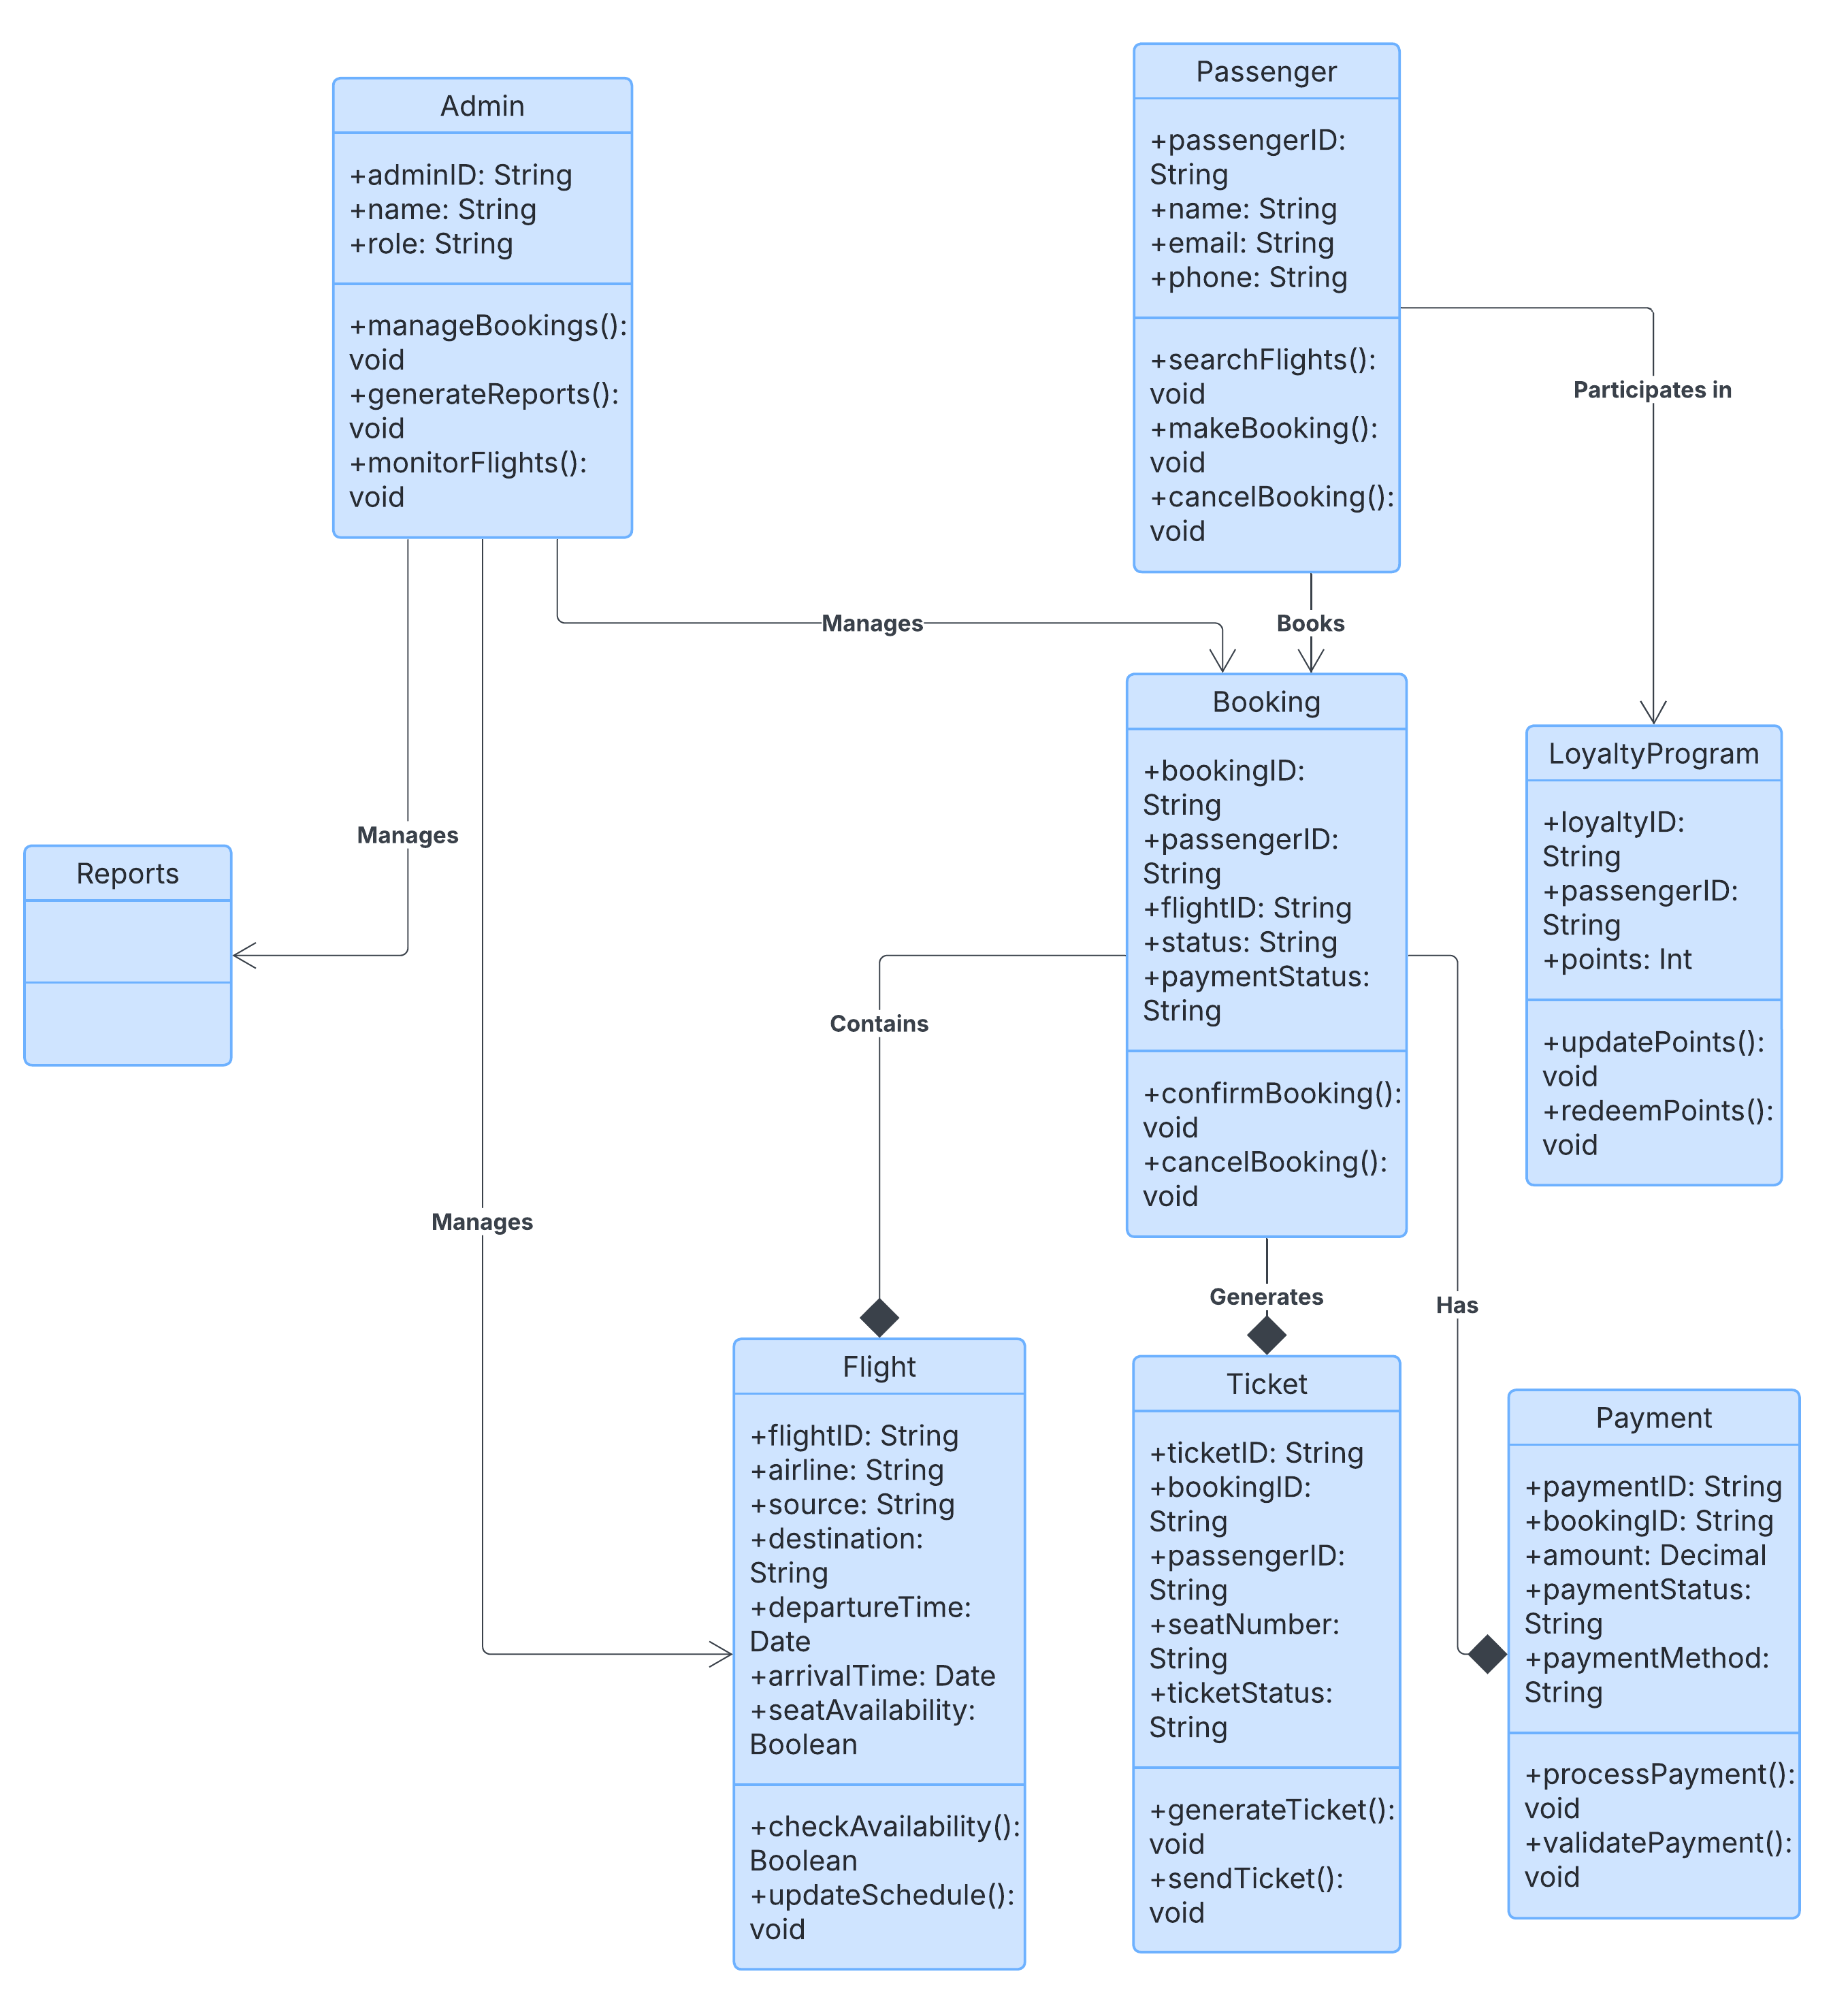 Admin
+adminID: String
+name: String
+role: String
+manageBookings():
void
+generateReports():
void
+monitorFlights():
void
Passenger
+passengerID:
String
+name: String
+email: String
+phone: String
+searchFlights():
void
+makeBooking():
void
+cancelBooking():
void
Participates in
Manages
Books
Booking
+bookingID:
String
+passengerID:
String
+flightID: String
+status: String
+paymentStatus:
String
+confirmBooking():
void
+cancelBooking():
void
LoyaltyProgram
+loyaltyID:
String
+passengerID:
String
+points: Int
+updatePoints():
void
+redeemPoints():
void
Manages
Reports
Contains
Manages
Generates
Has
Flight
+flightID: String
+airline: String
+source: String
+destination:
String
+departureTime:
Date
+arrivalTime: Date
+seatAvailability:
Boolean
+checkAvailability():
Boolean
+updateSchedule():
void
Ticket
+ticketID: String
+bookingID:
String
+passengerID:
String
+seatNumber:
String
+ticketStatus:
String
+generateTicket():
void
+sendTicket():
void
Payment
+paymentID: String
+bookingID: String
+amount: Decimal
+paymentStatus:
String
+paymentMethod:
String
+processPayment():
void
+validatePayment():
void